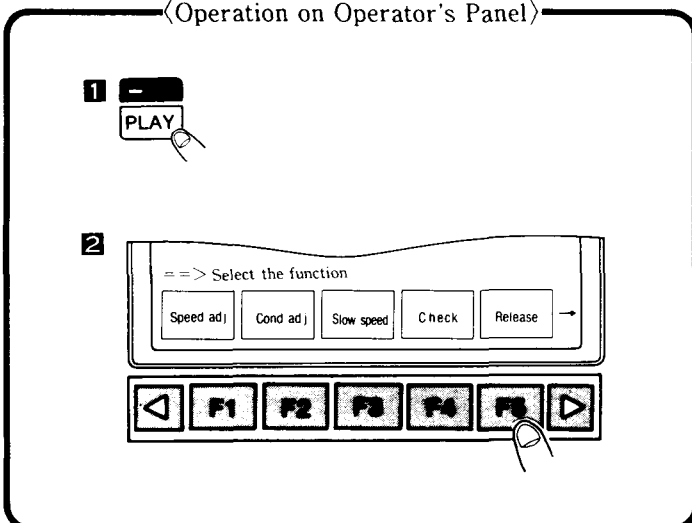 〈Operation on Operator's Panel〉
1
PLAY
2
==> Select the function
Speed adj Cond adj Slow speed Check Release →
F1 F2 F3 F4 F5